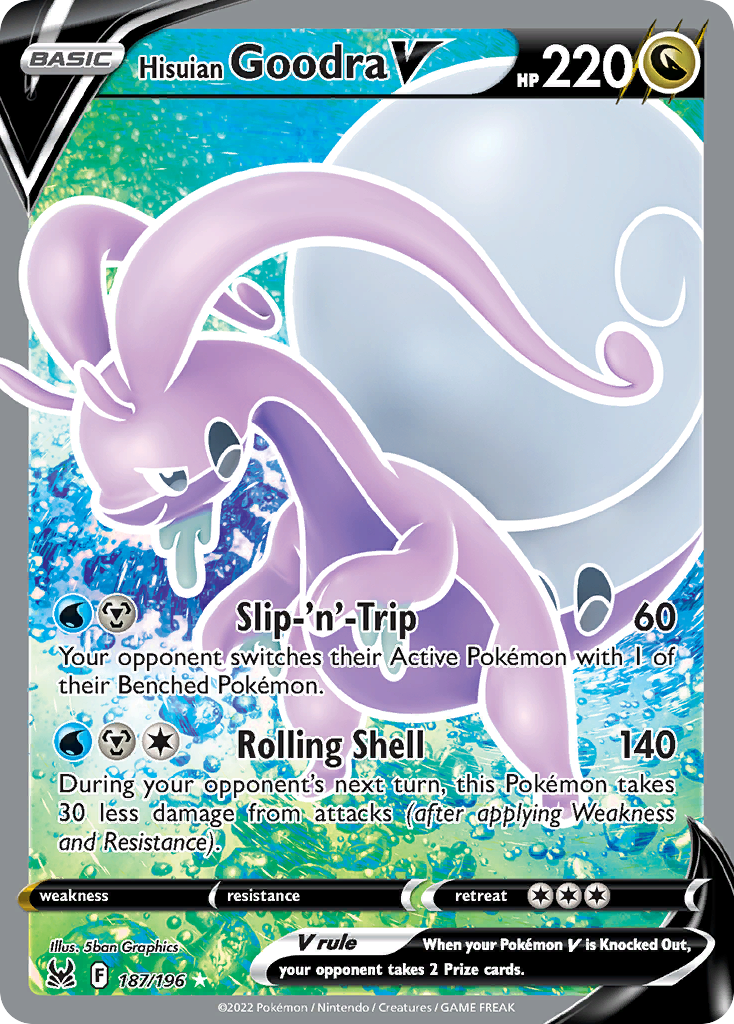 BASIC
Hisuian Goodra V
HP 220
Slip-’n’-Trip 60
Your opponent switches their Active Pokémon with 1 of
their Benched Pokémon.
Rolling Shell 140
During your opponent’s next turn, this Pokémon takes
30 less damage from attacks (after applying Weakness
and Resistance).
weakness resistance retreat
Illus. 5ban Graphics
V rule When your Pokémon V is Knocked Out,
your opponent takes 2 Prize cards.
F 187/196 ★
©2022 Pokémon / Nintendo / Creatures / GAME FREAK